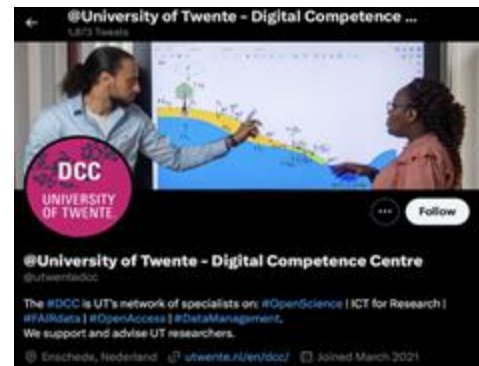 @University of Twente - Digital Competence ...
1,873 Tweets
DCC
UNIVERSITY
OF TWENTE.
Follow
@University of Twente - Digital Competence Centre
@utwentedcc
The #DCC is UT's network of specialists on: #OpenScience | ICT for Research |
#FAIRdata | #OpenAccess | #DataManagement.
We support and advise UT researchers.
Enschede, Nederland utwente.nl/en/dcc/ Joined March 2021